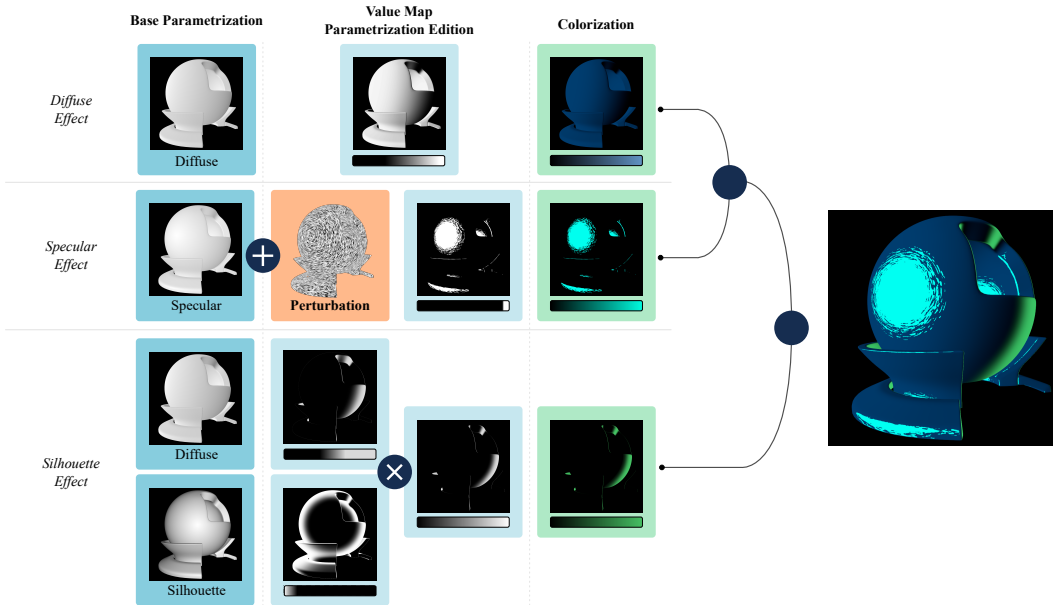 Base Parametrization
Value Map
Parametrization Edition
Colorization
Diffuse
Effect
Diffuse
Specular
Effect
Specular
Perturbation
Silhouette
Effect
Diffuse
Silhouette